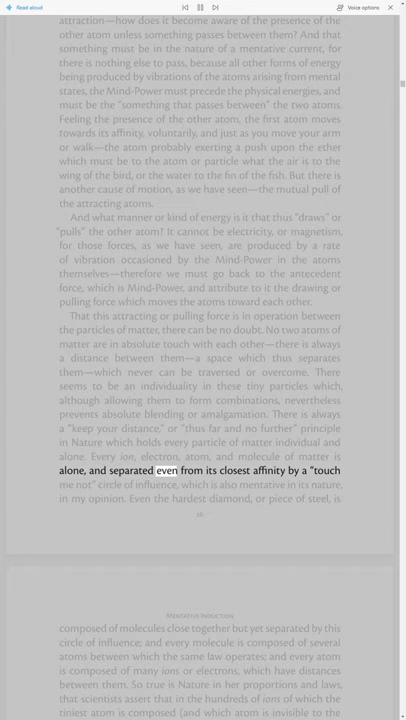 Read aloud
Voice options
attraction—how does it become aware of the presence of the
other atom unless something passes between them? And that
something must be in the nature of a mentative current, for
there is nothing else to pass, because all other forms of energy
being produced by vibrations of the atoms arising from mental
states, the Mind-Power must precede the physical energies, and
must be the “something that passes between” the two atoms.
Feeling the presence of the other atom, the first atom moves
towards its affinity, voluntarily, and just as you move your arm
or walk—the atom probably exerting a push upon the ether
which must be to the atom or particle what the air is to the
wing of the bird, or the water to the fin of the fish. But there is
another cause of motion, as we have seen—the mutual pull of
the attracting atoms.
And what manner or kind of energy is it that thus “draws” or
“pulls” the other atom? It cannot be electricity, or magnetism,
for those forces, as we have seen, are produced by a rate
of vibration occasioned by the Mind-Power in the atoms
themselves—therefore we must go back to the antecedent
force, which is Mind-Power, and attribute to it the drawing or
pulling force which moves the atoms toward each other.
That this attracting or pulling force is in operation between
the particles of matter, there can be no doubt. No two atoms of
matter are in absolute touch with each other—there is always
a distance between them—a space which thus separates
them—which never can be traversed or overcome. There
seems to be an individuality in these tiny particles which,
although allowing them to form combinations, nevertheless
prevents absolute blending or amalgamation. There is always
a “keep your distance,” or “thus far and no further” principle
in Nature which holds every particle of matter individual and
alone. Every ion, electron, atom, and molecule of matter is
alone, and separated even from its closest affinity by a “touch
me not” circle of influence, which is also mentative in its nature,
in my opinion. Even the hardest diamond, or piece of steel, is
Mentative Induction
composed of molecules close together but yet separated by this
circle of influence; and every molecule is composed of several
atoms between which the same law operates; and every atom
is composed of many ions or electrons, which have distances
between them. So true is Nature in her proportions and laws,
that scientists assert that in the hundreds of ions of which the
tiniest atom is composed (and which atom is invisible to the